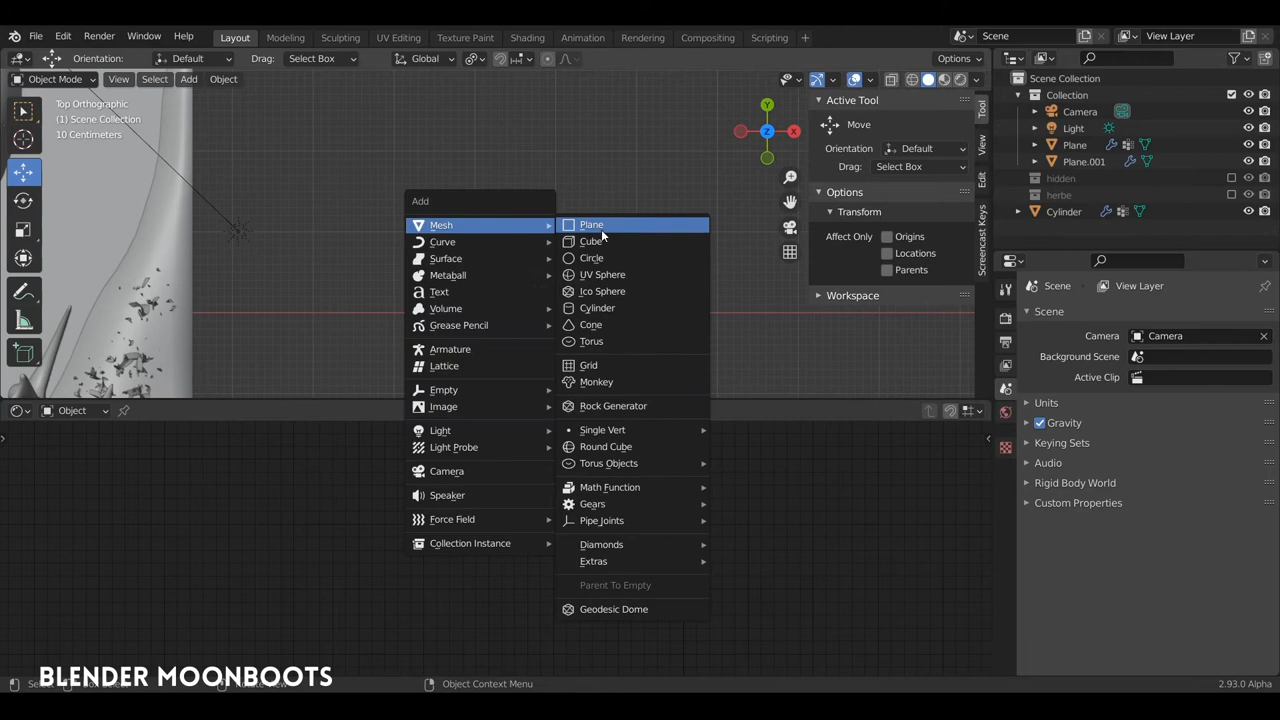 File Edit Render Window Help Layout Modeling Sculpting UV Editing Texture Paint Shading Animation Rendering Compositing Scripting + Scene View Layer
Orientation: Default Drag: Select Box Global Options
Object Mode View Select Add Object
Top Orthographic
(1) Scene Collection
10 Centimeters
Y
Z
X
Active Tool
Move
Orientation Default
Drag: Select Box
Options
Transform
Affect Only Origins
Locations
Parents
Workspace
Tool
View
Edit
Screencast Keys
Scene Collection
Collection
Camera
Light
Plane
Plane.001
hidden
herbe
Cylinder
Add
Mesh
Curve
Surface
Metaball
Text
Volume
Grease Pencil
Armature
Lattice
Empty
Image
Light
Light Probe
Camera
Speaker
Force Field
Collection Instance
Plane
Cube
Circle
UV Sphere
Ico Sphere
Cylinder
Cone
Torus
Grid
Monkey
Rock Generator
Single Vert
Round Cube
Torus Objects
Math Function
Gears
Pipe Joints
Diamonds
Extras
Parent To Empty
Geodesic Dome
Object
Scene View Layer
Scene
Camera Camera
Background Scene
Active Clip
Units
Gravity
Keying Sets
Audio
Rigid Body World
Custom Properties
BLENDER MOONBOOTS
Object Context Menu
2.93.0 Alpha